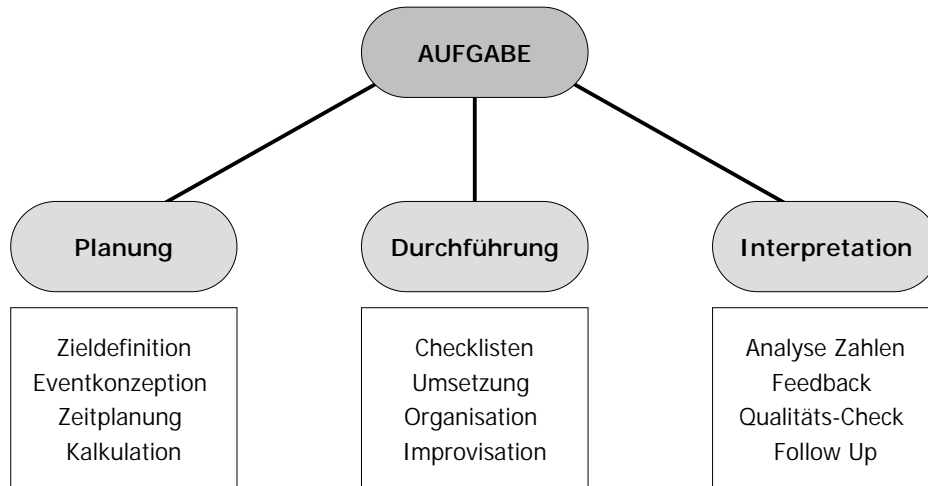 AUFGABE
Planung
Durchführung
Interpretation
Zieldefinition
Eventkonzeption
Zeitplanung
Kalkulation
Checklisten
Umsetzung
Organisation
Improvisation
Analyse Zahlen
Feedback
Qualitäts-Check
Follow Up